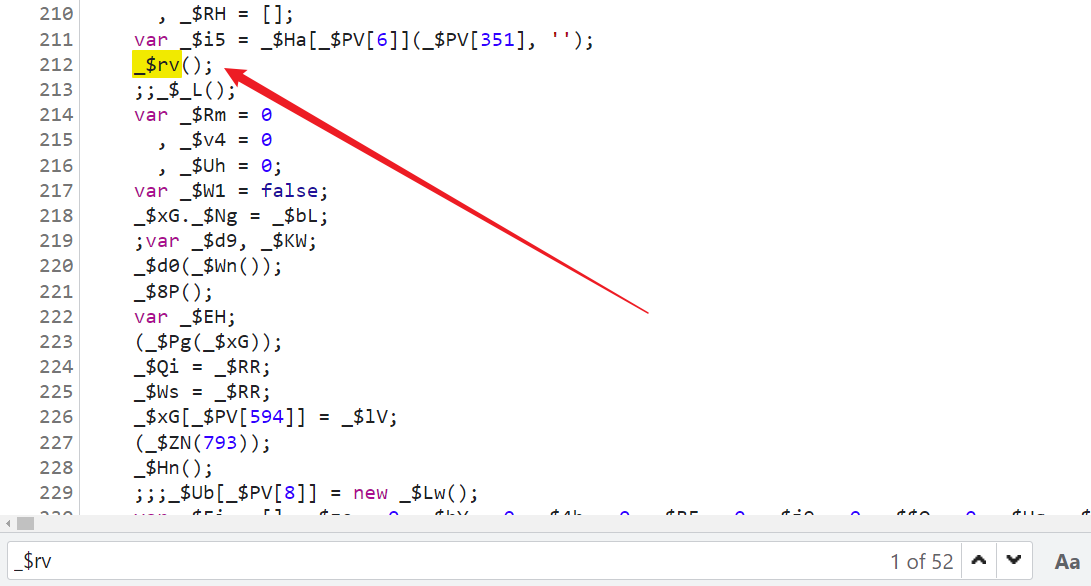 210 , _$RH = [];
211 var _$i5 = _$Ha[_$PV[6]](_$PV[351], '');
212 _$rv();
213 ;;_$_L();
214 var _$Rm = 0
215 , _$v4 = 0
216 , _$Uh = 0;
217 var _$W1 = false;
218 _$xG._$Ng = _$bL;
219 ;var _$d9, _$KW;
220 _$d0(_$Wn());
221 _$8P();
222 var _$EH;
223 (_$Pg(_$xG));
224 _$Qi = _$RR;
225 _$Ws = _$RR;
226 _$xG[_$PV[594]] = _$lV;
227 (_$ZN(793));
228 _$Hn();
229 ;;;_$Ub[_$PV[8]] = new _$Lw();
_$rv 1 of 52 Aa